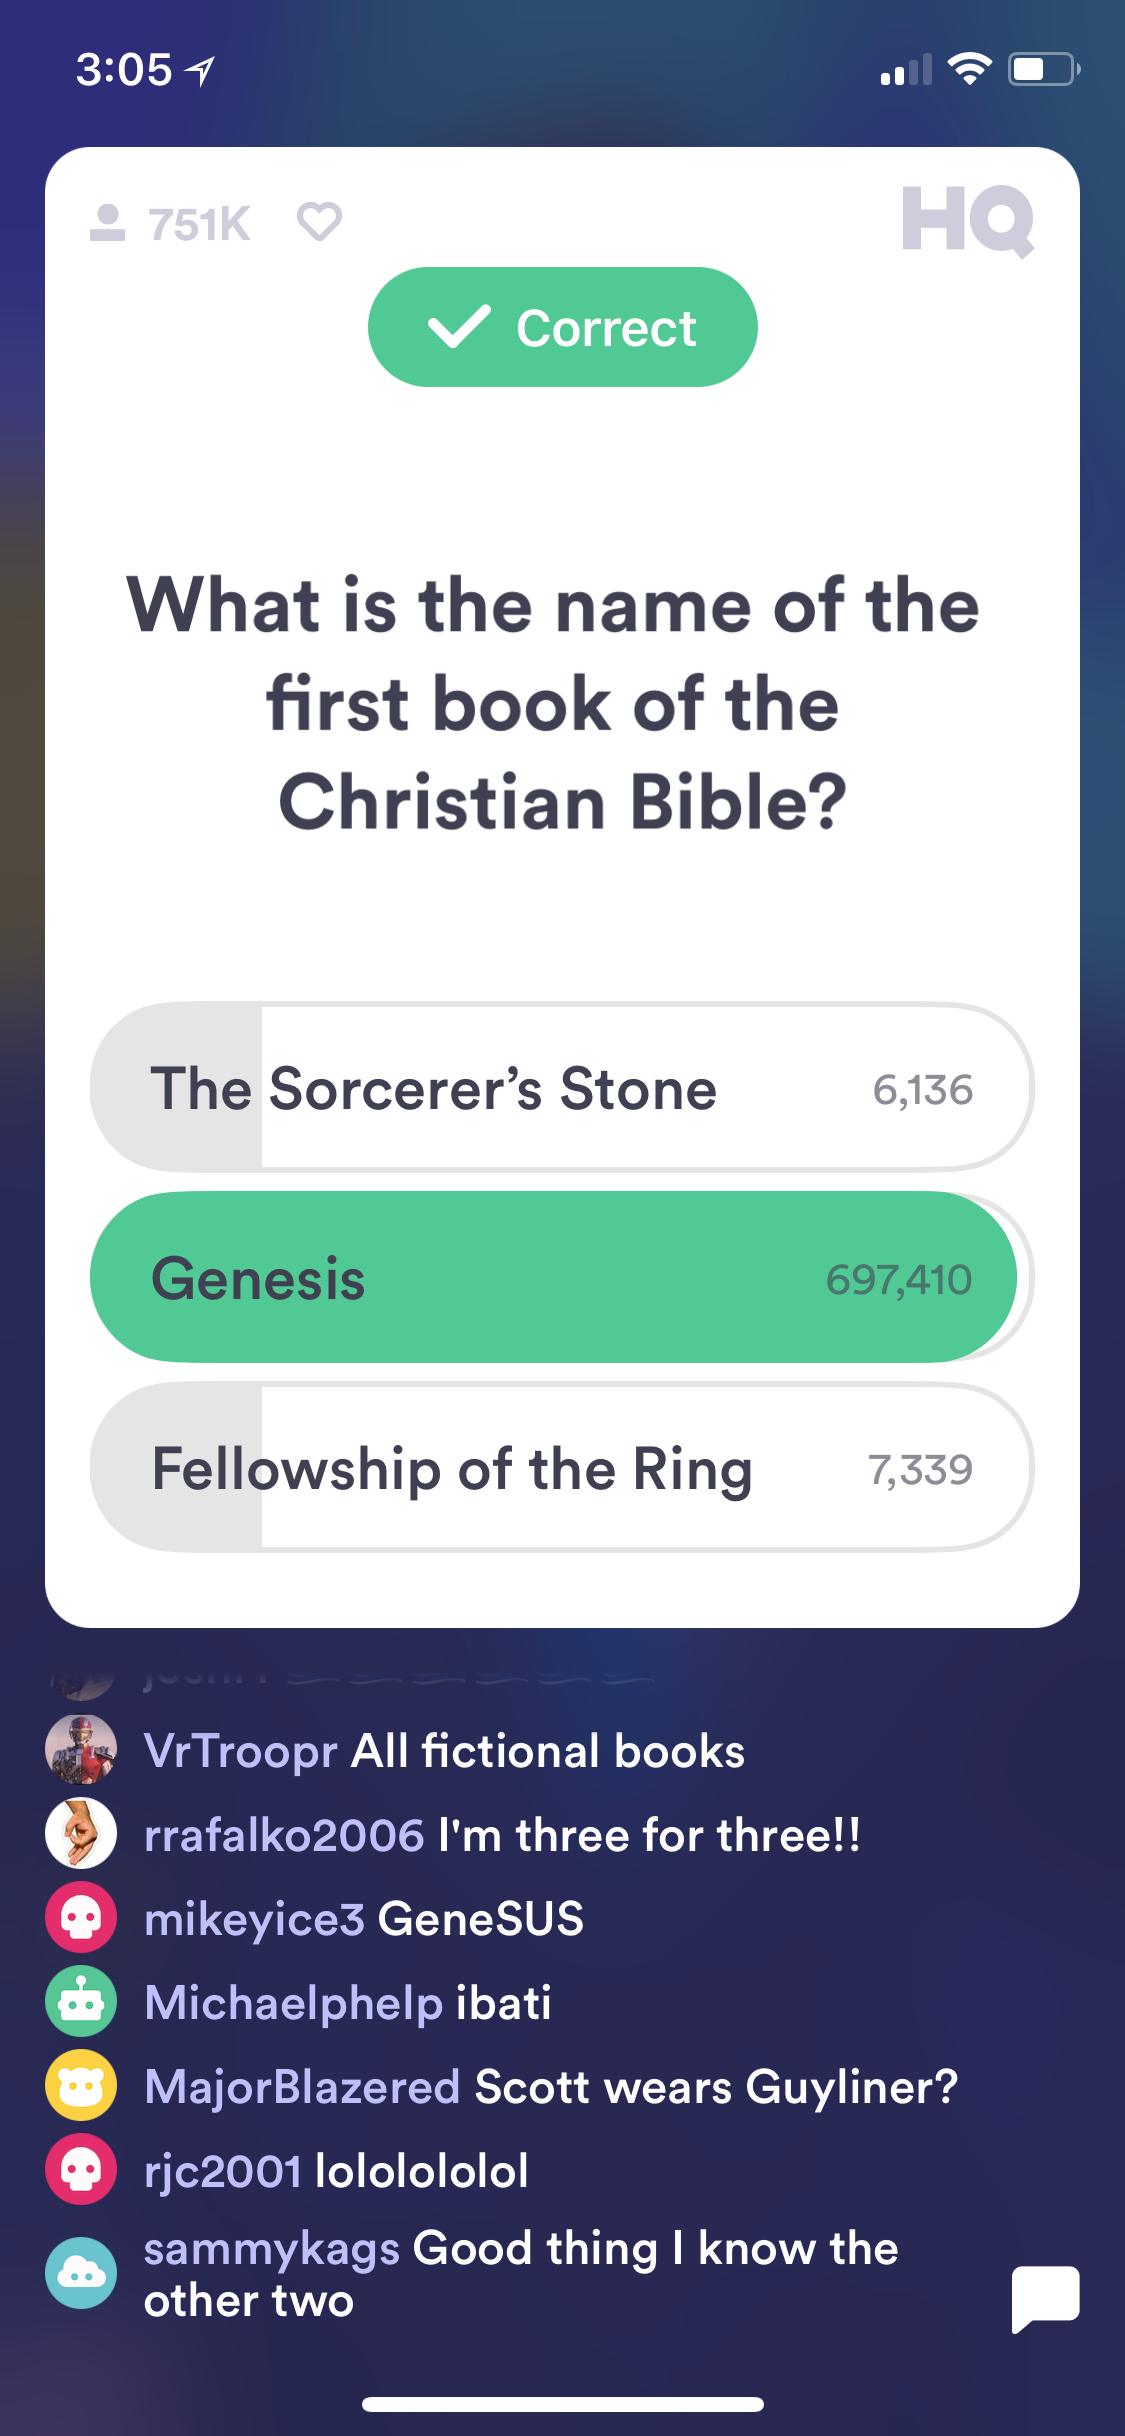 3:05
751K
HQ
Correct
What is the name of the
first book of the
Christian Bible?
The Sorcerer’s Stone 6,136
Genesis 697,410
Fellowship of the Ring 7,339
VrTroopr All fictional books
rrafalko2006 I'm three for three!!
mikeyice3 GeneSUS
Michaelphelp ibati
MajorBlazered Scott wears Guyliner?
rjc2001 lolololololol
sammykags Good thing I know the
other two